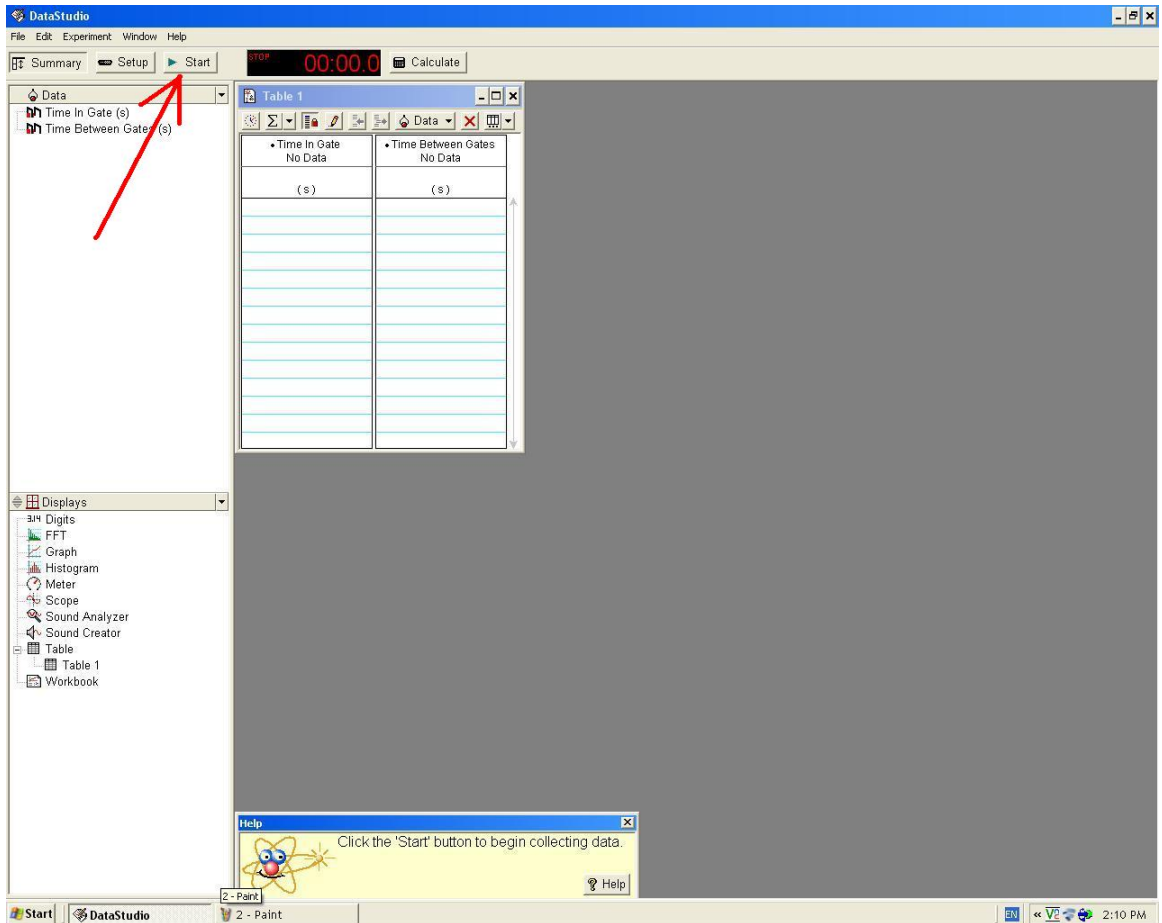 DataStudio
File Edit Experiment Window Help
Summary Setup Start STOP 00:00.0 Calculate
Data
Time In Gate (s)
Time Between Gates (s)
Table 1
Σ Data
Time In Gate
No Data
(s)
Time Between Gates
No Data
(s)
Displays
3.14 Digits
FFT
Graph
Histogram
Meter
Scope
Sound Analyzer
Sound Creator
Table
Table 1
Workbook
Help
Click the 'Start' button to begin collecting data.
? Help
2 - Paint
Start DataStudio 2 - Paint EN « V2 2:10 PM